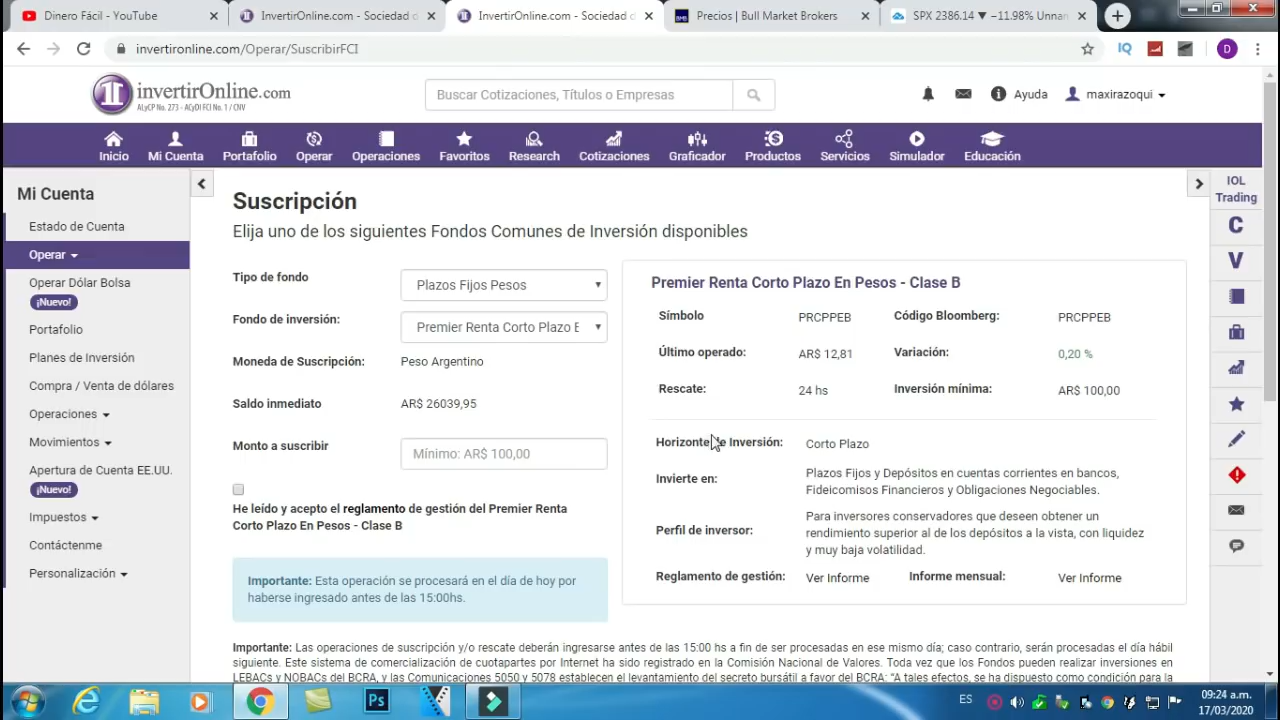 Dinero Fácil - YouTube
InvertirOnline.com - Sociedad d
InvertirOnline.com - Sociedad d
Precios | Bull Market Brokers
SPX 2386.14 ▼ −11.98% Unnan
invertironline.com/Operar/SuscribirFCI
IQ
D
invertirOnline.com
ALyCP No. 273 - ACyDI FCI No. 1 / CNV
Buscar Cotizaciones, Títulos o Empresas
Ayuda
maxirazoqui
Inicio
Mi Cuenta
Portafolio
Operar
Operaciones
Favoritos
Research
Cotizaciones
Graficador
Productos
Servicios
Simulador
Educación
Mi Cuenta
Estado de Cuenta
Operar
Operar Dólar Bolsa
¡Nuevo!
Portafolio
Planes de Inversión
Compra / Venta de dólares
Operaciones
Movimientos
Apertura de Cuenta EE.UU.
¡Nuevo!
Impuestos
Contáctenme
Personalización
Suscripción
Elija uno de los siguientes Fondos Comunes de Inversión disponibles
Tipo de fondo
Plazos Fijos Pesos
Fondo de inversión:
Premier Renta Corto Plazo E
Moneda de Suscripción:
Peso Argentino
Saldo inmediato
AR$ 26039,95
Monto a suscribir
Mínimo: AR$ 100,00
He leído y acepto el reglamento de gestión del Premier Renta
Corto Plazo En Pesos - Clase B
Importante: Esta operación se procesará en el día de hoy por
haberse ingresado antes de las 15:00hs.
Premier Renta Corto Plazo En Pesos - Clase B
Símbolo
PRCPPEB
Código Bloomberg:
PRCPPEB
Último operado:
AR$ 12,81
Variación:
0,20 %
Rescate:
24 hs
Inversión mínima:
AR$ 100,00
Horizonte de Inversión:
Corto Plazo
Invierte en:
Plazos Fijos y Depósitos en cuentas corrientes en bancos,
Fideicomisos Financieros y Obligaciones Negociables.
Perfil de inversor:
Para inversores conservadores que deseen obtener un
rendimiento superior al de los depósitos a la vista, con liquidez
y muy baja volatilidad.
Reglamento de gestión:
Ver Informe
Informe mensual:
Ver Informe
Importante: Las operaciones de suscripción y/o rescate deberán ingresarse antes de las 15:00 hs a fin de ser procesadas en ese mismo día; caso contrario, serán procesadas el día hábil
siguiente. Este sistema de comercialización de cuotapartes por Internet ha sido registrado en la Comisión Nacional de Valores. Toda vez que los Fondos pueden realizar inversiones en
LEBACs y NOBACs del BCRA, y las Comunicaciones 5050 y 5078 establecen el levantamiento del secreto bursátil a favor del BCRA: "A tales efectos, se ha dispuesto como condición para la
IOL
Trading
C
V
Ps
ES
09:24 a.m.
17/03/2020